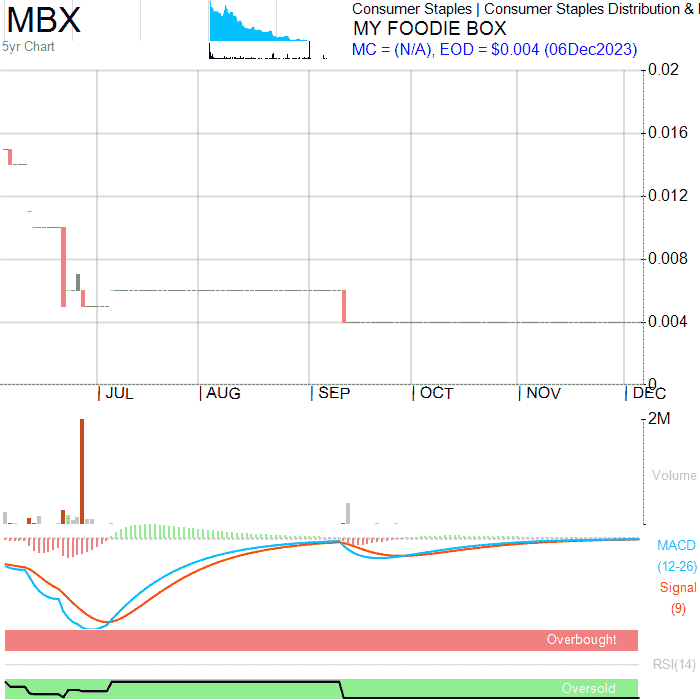 MBX
5yr Chart
Consumer Staples | Consumer Staples Distribution &
MY FOODIE BOX
MC = (N/A), EOD = $0.004 (06Dec2023)
0.02
0.016
0.012
0.008
0.004
0
JUL
AUG
SEP
OCT
NOV
DEC
2M
Volume
MACD
(12-26)
Signal
(9)
Overbought
RSI(14)
Oversold